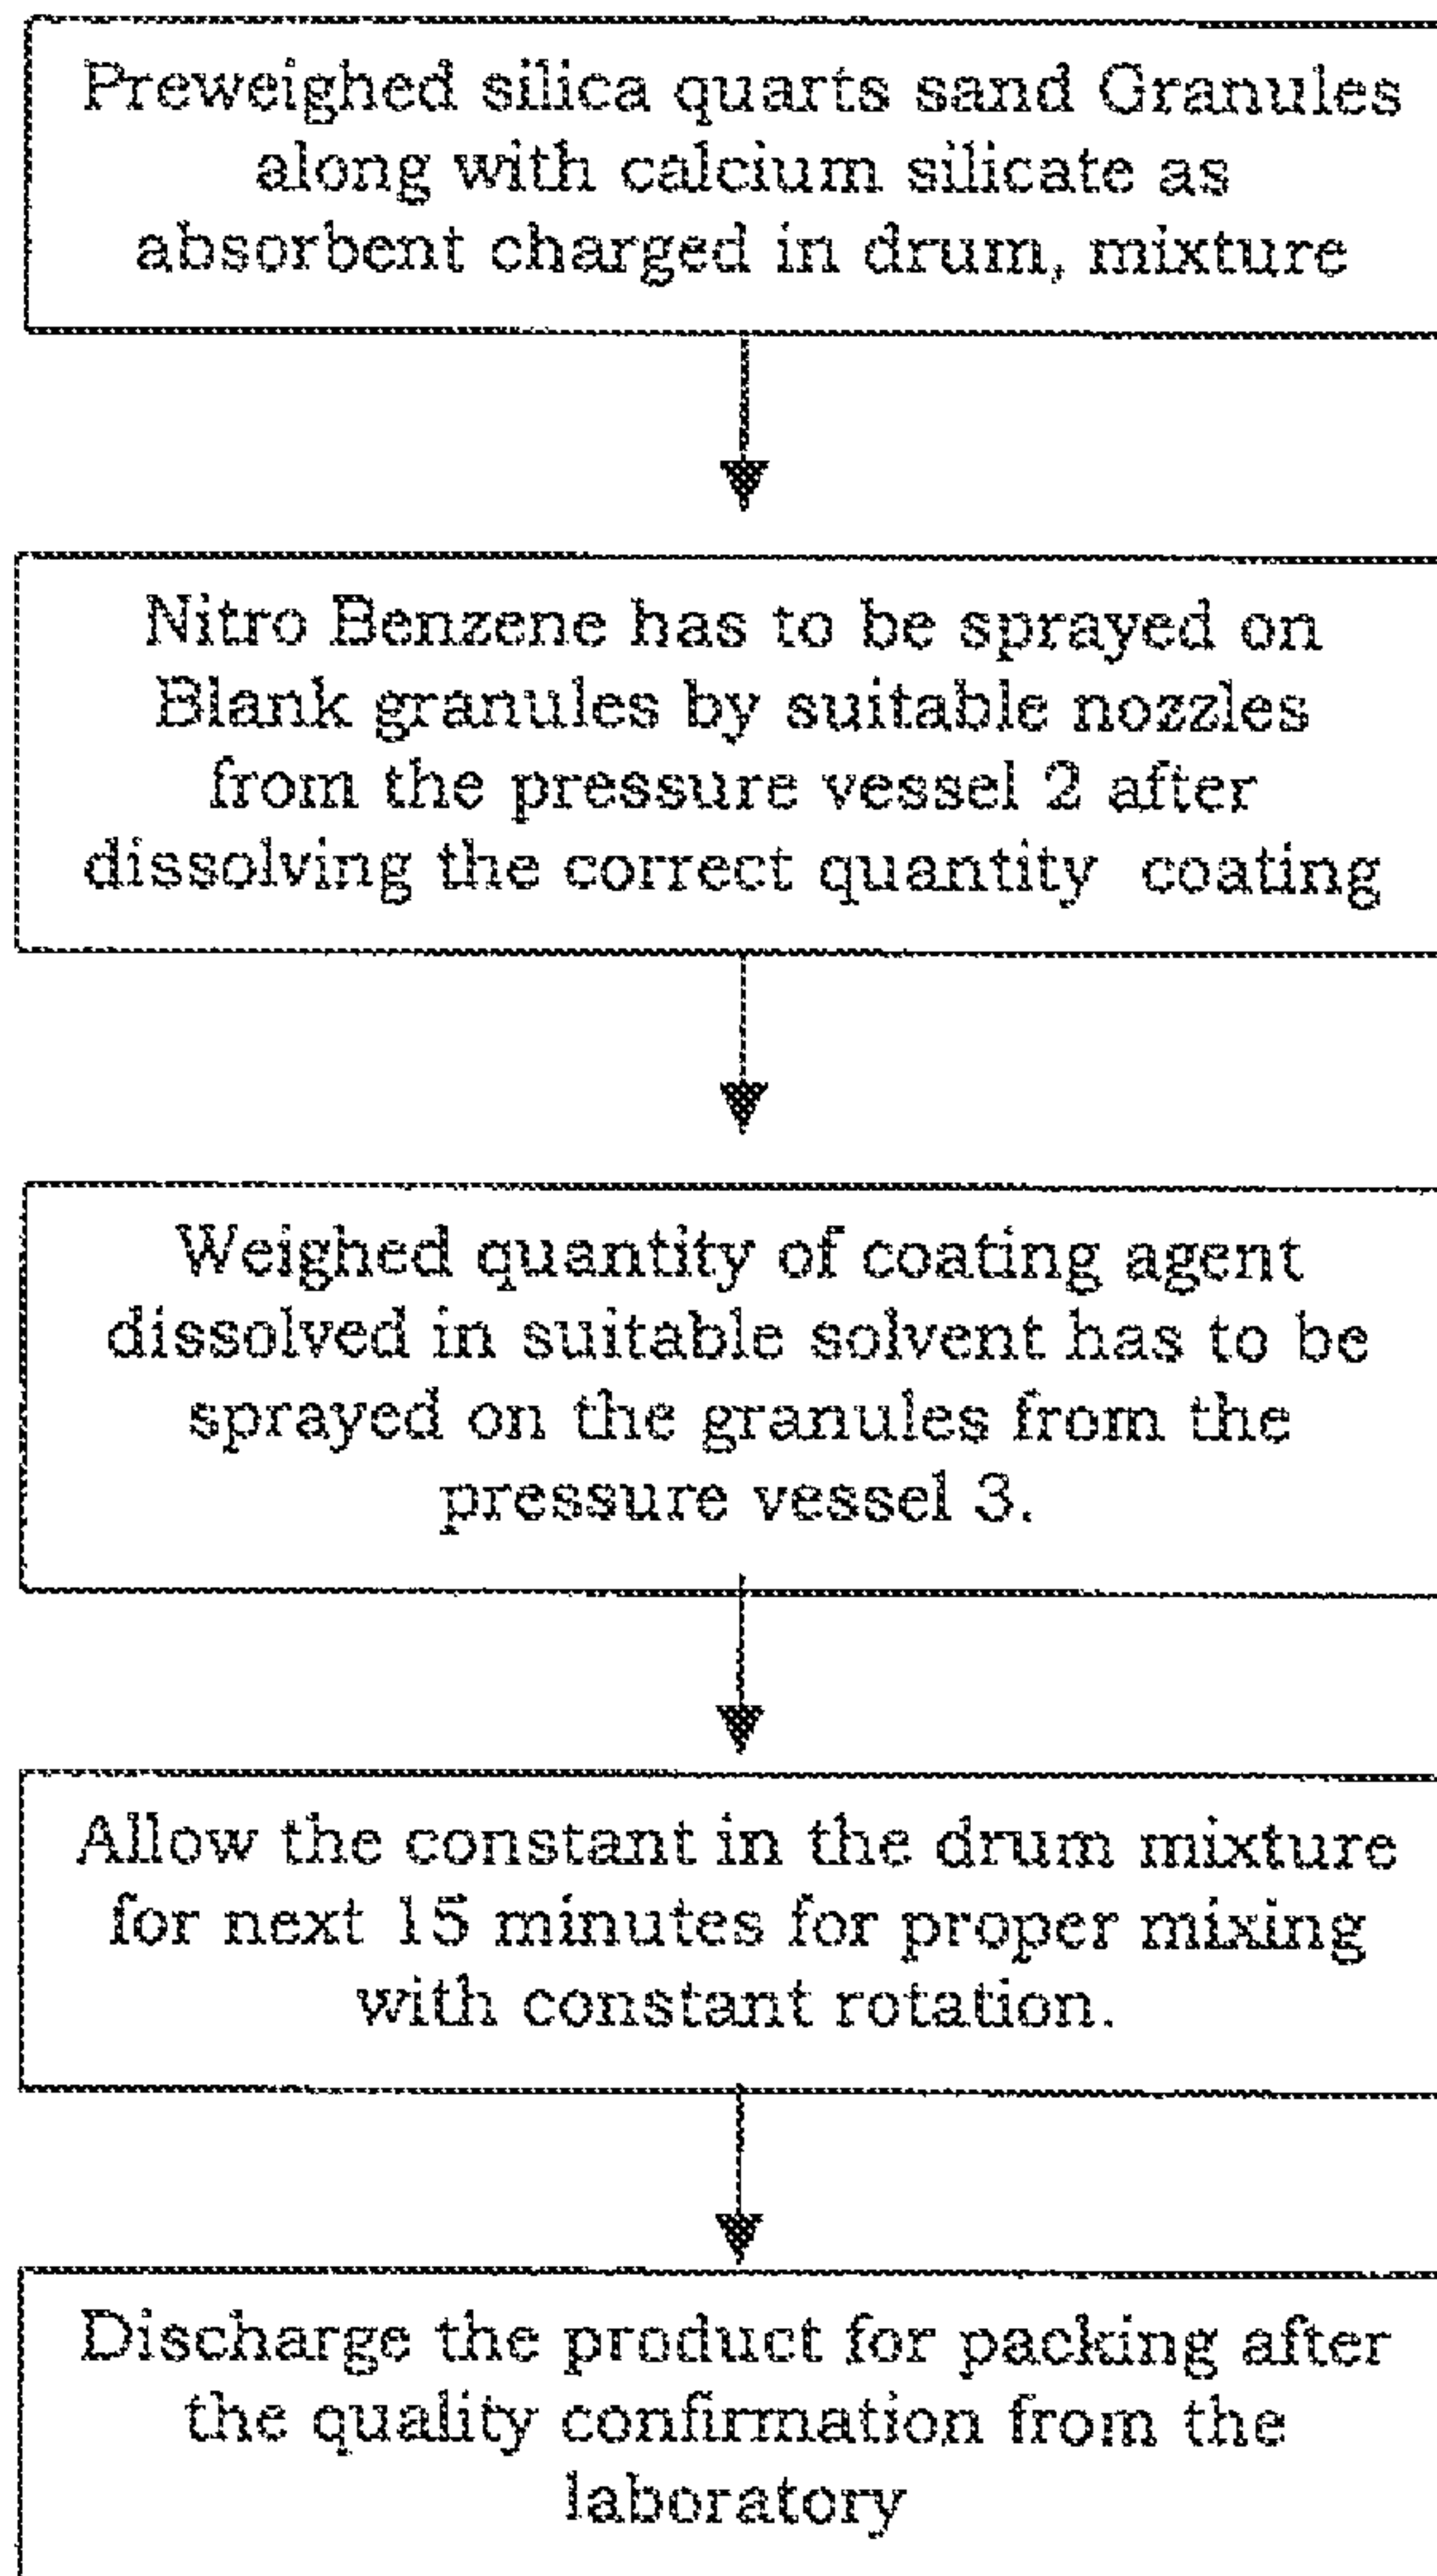 Preweighed silica quarts sand Granules
along with calcium silicate as
absorbent charged in drum, mixture
Nitro Benzene has to be sprayed on
Blank granules by suitable nozzles
from the pressure vessel 2 after
dissolving the correct quantity coating
Weighed quantity of coating agent
dissolved in suitable solvent has to be
sprayed on the granules from the
pressure vessel 3.
Allow the constant in the drum mixture
for next 15 minutes for proper mixing
with constant rotation.
Discharge the product for packing after
the quality confirmation from the
laboratory